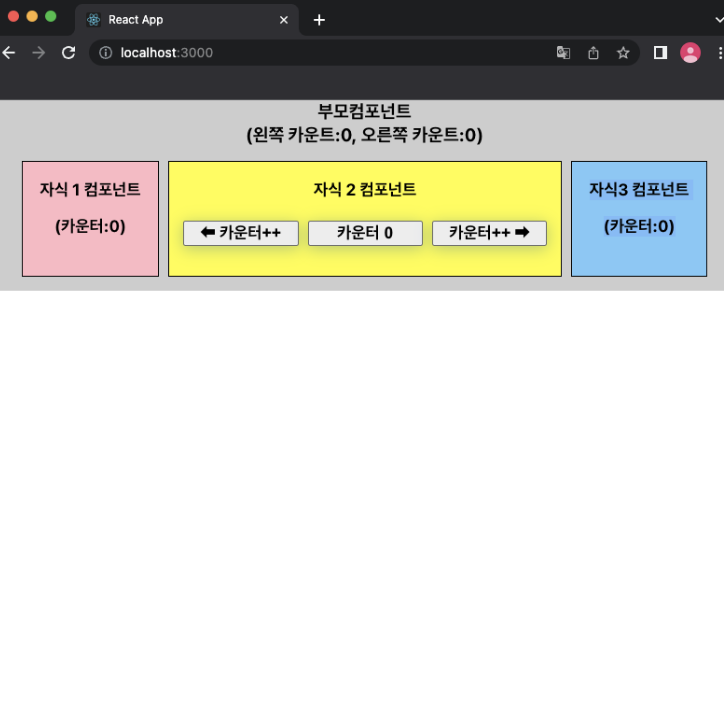 React App
localhost:3000
부모컴포넌트
(왼쪽 카운트:0, 오른쪽 카운트:0)
자식 1 컴포넌트
(카운터:0)
자식 2 컴포넌트
⬅ 카운터++
카운터 0
카운터++ ➡
자식3 컴포넌트
(카운터:0)